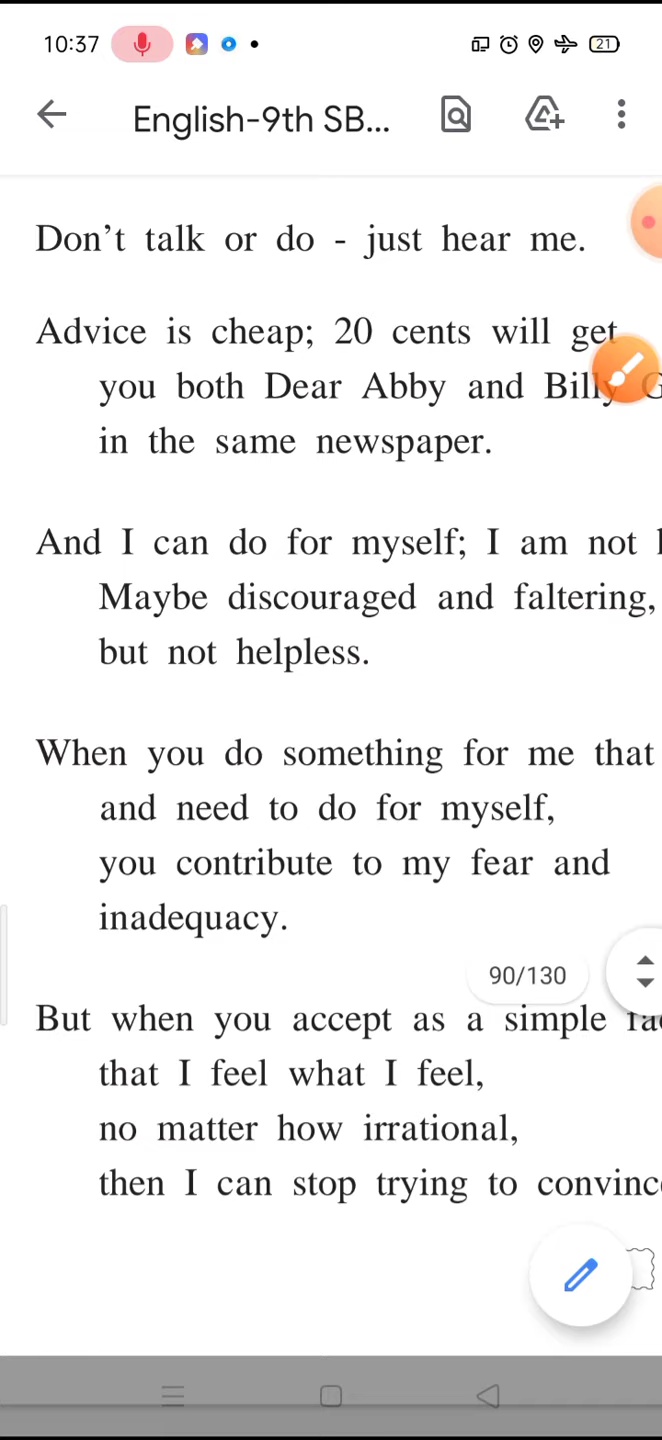 10:37
21
English-9th SB...
Don't talk or do - just hear me.
Advice is cheap; 20 cents will get
you both Dear Abby and Billy
in the same newspaper.
And I can do for myself; I am not
Maybe discouraged and faltering,
but not helpless.
When you do something for me that
and need to do for myself,
you contribute to my fear and
inadequacy.
90/130
But when you accept as a simple
that I feel what I feel,
no matter how irrational,
then I can stop trying to